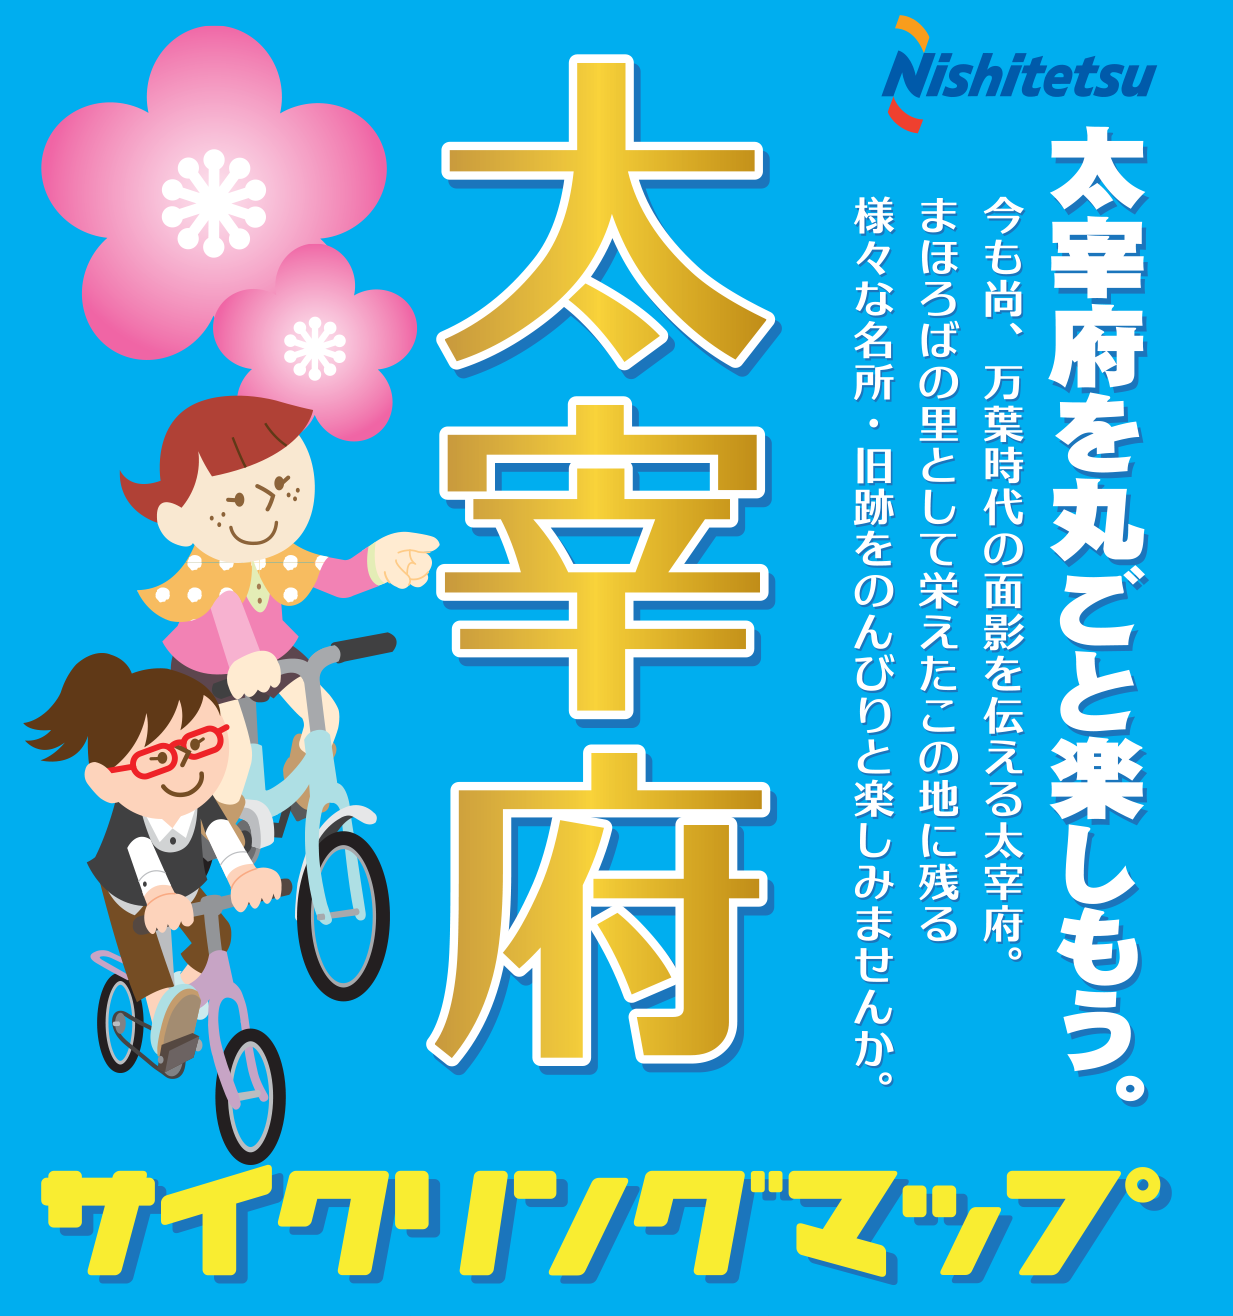 Nishitetsu
太宰府を丸ごと楽しもう。
今も尚、万葉時代の面影を伝える太宰府。
まほろばの里として栄えたこの地に残る
様々な名所・旧跡をのんびりと楽しみませんか。
太宰府
サイクリングマップ